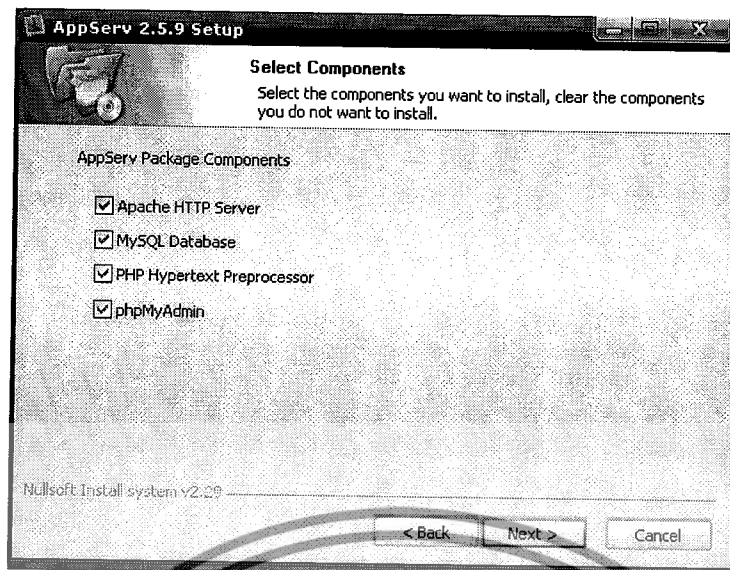 AppServ 2.5.9 Setup
Select Components
Select the components you want to install, clear the components
you do not want to install.
AppServ Package Components
Apache HTTP Server
MySQL Database
PHP Hypertext Preprocessor
phpMyAdmin
Nullsoft Install system v2.29
< Back Next > Cancel